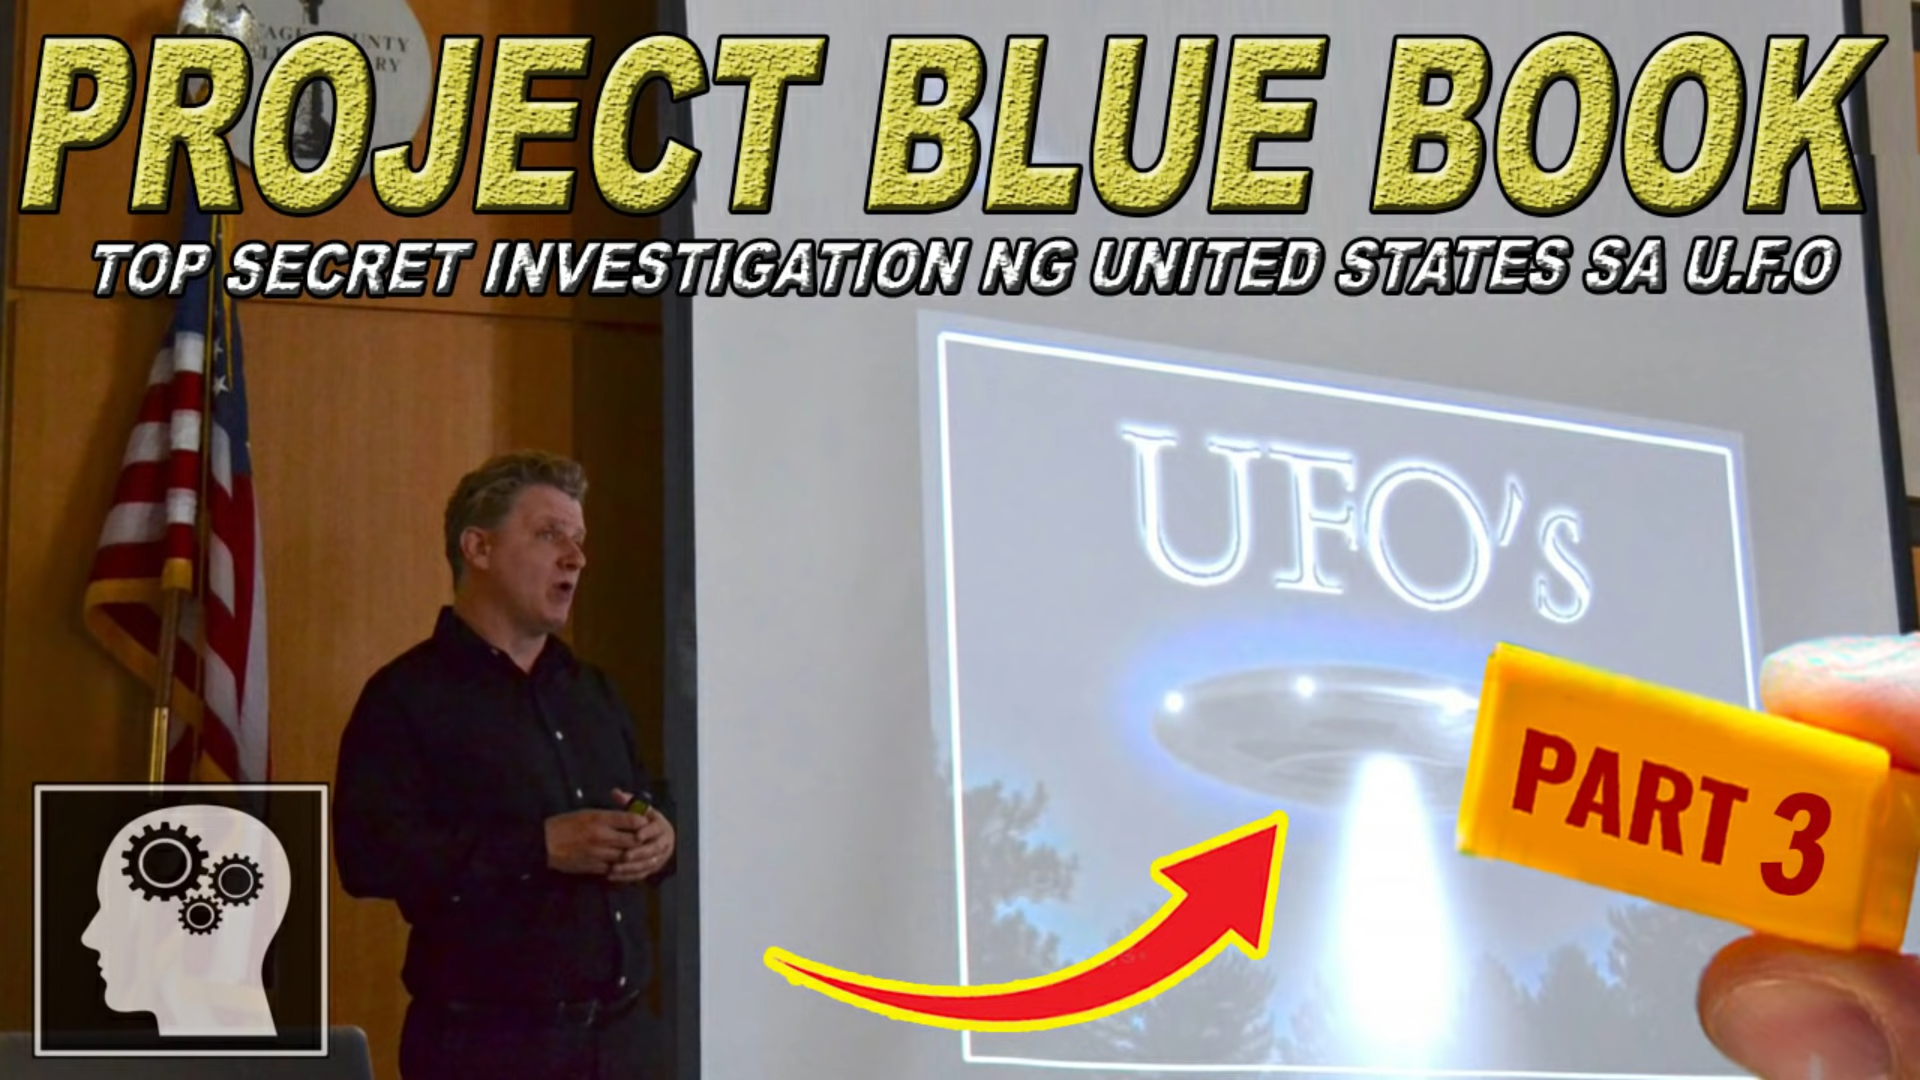 PROJECT BLUE BOOK
TOP SECRET INVESTIGATION NG UNITED STATES SA U.F.O
UFO's
PART 3